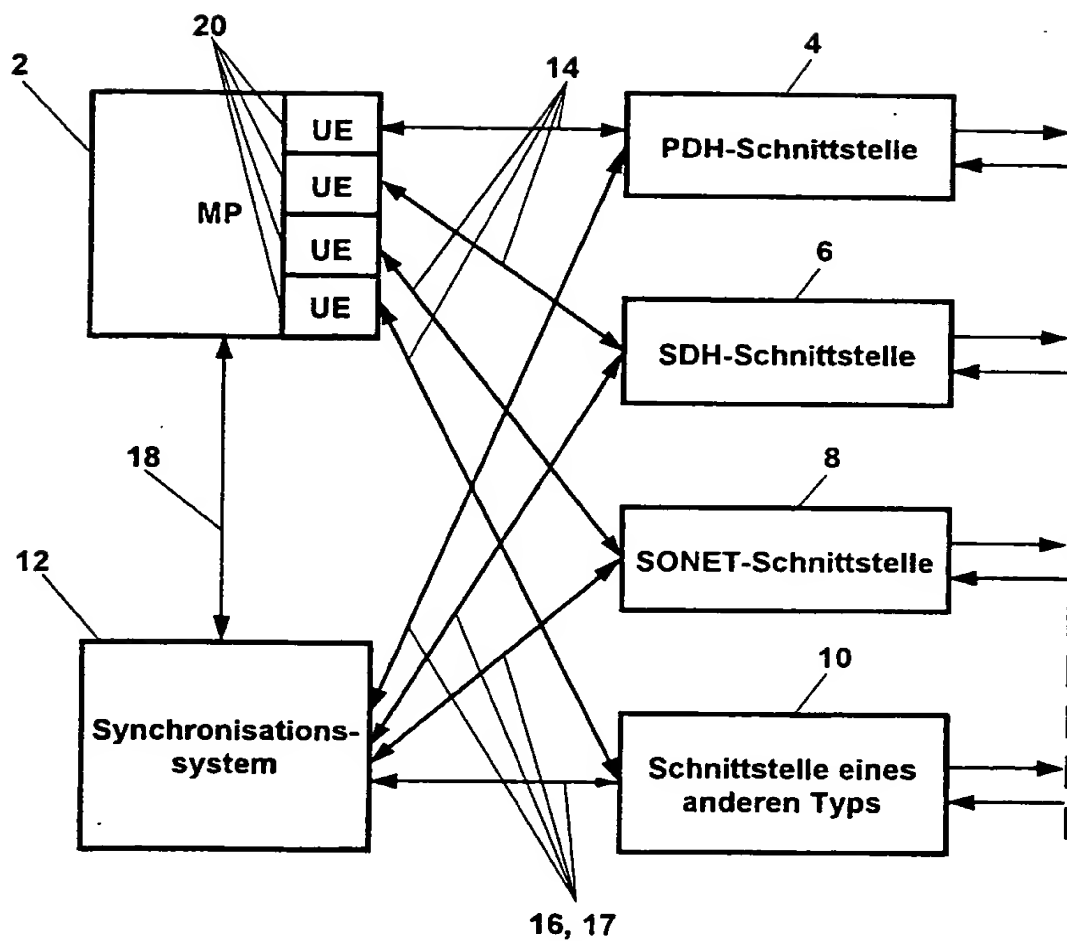 20
2
14
4
UE
PDH-Schnittstelle
UE
MP
UE
UE
6
SDH-Schnittstelle
18
8
SONET-Schnittstelle
12
10
Synchronisations-
system
Schnittstelle eines
anderen Typs
16, 17